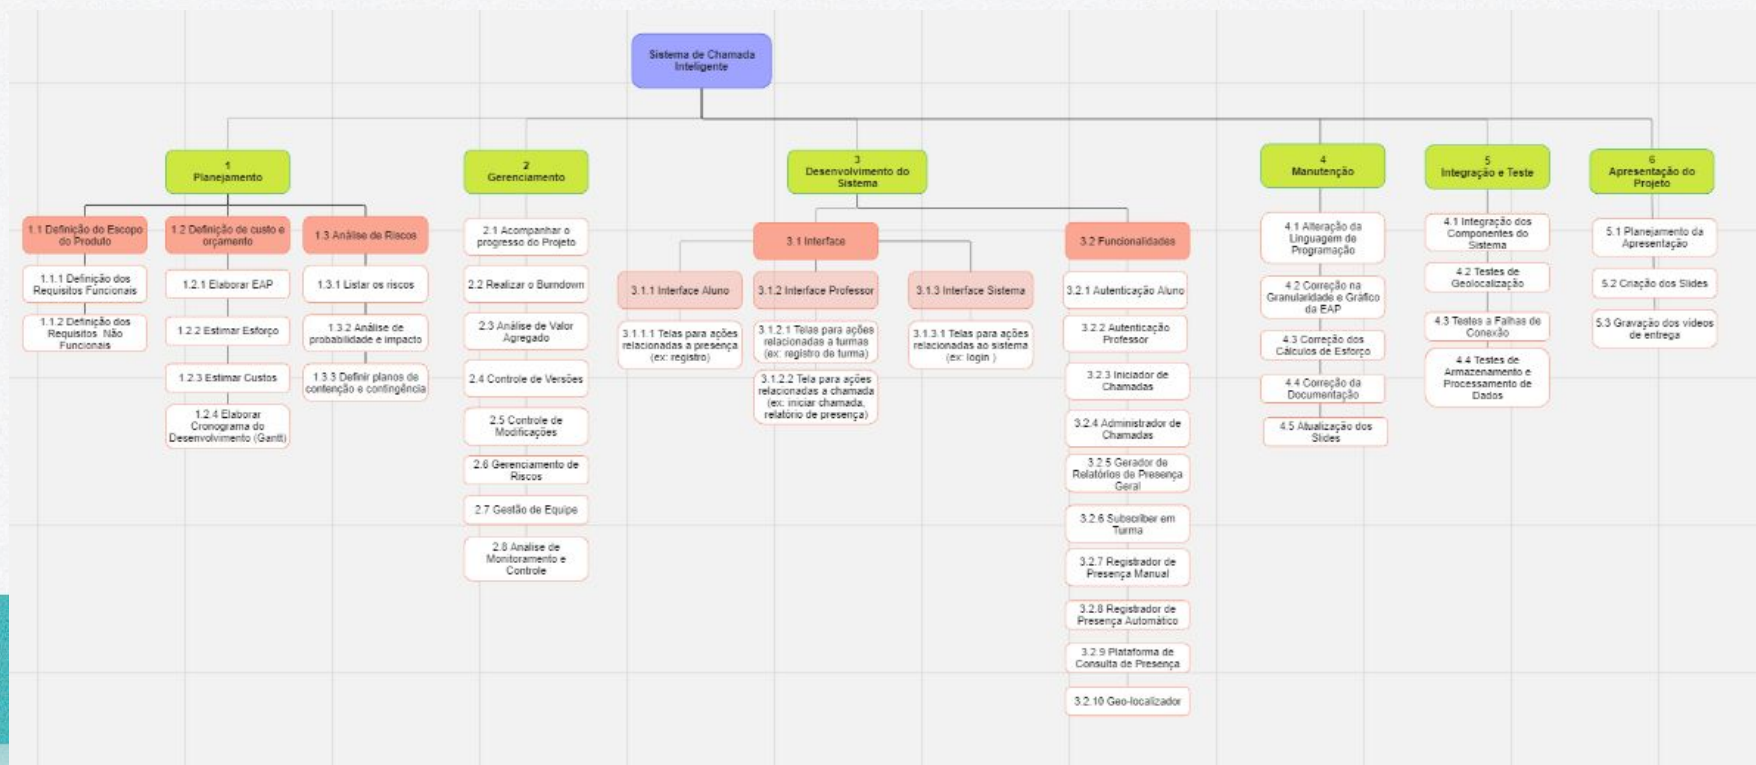 Sistema de Chamada
Inteligente
1
Planejamento
2
Gerenciamento
3
Desenvolvimento do
Sistema
4
Manutenção
5
Integração e Teste
6
Apresentação do
Projeto
1.1 Definição do Escopo
do Produto
1.2 Definição de custo e
orçamento
1.3 Análise de Riscos
1.1.1 Definição dos
Requisitos Funcionais
1.1.2 Definição dos
Requisitos Não
Funcionais
1.2.1 Elaborar EAP
1.2.2 Estimar Esforço
1.2.3 Estimar Custos
1.2.4 Elaborar
Cronograma do
Desenvolvimento (Gantt)
1.3.1 Listar os riscos
1.3.2 Análise de
probabilidade e impacto
1.3.3 Definir planos de
contenção e contingência
2.1 Acompanhar o
progresso do Projeto
2.2 Realizar o Burndown
2.3 Análise de Valor
Agregado
2.4 Controle de Versões
2.5 Controle de
Modificações
2.6 Gerenciamento de
Riscos
2.7 Gestão de Equipe
2.8 Analise de
Monitoramento e
Controle
3.1 Interface
3.1.1 Interface Aluno
3.1.2 Interface Professor
3.1.3 Interface Sistema
3.1.1.1 Telas para ações
relacionadas a presença
(ex: registro)
3.1.2.1 Telas para ações
relacionadas a turmas
(ex: registro de turma)
3.1.2.2 Tela para ações
relacionadas a chamada
(ex: iniciar chamada,
relatório de presença)
3.1.3.1 Telas para ações
relacionadas ao sistema
(ex: login )
3.2 Funcionalidades
3.2.1 Autenticação Aluno
3.2.2 Autenticação
Professor
3.2.3 Iniciador de
Chamadas
3.2.4 Administrador de
Chamadas
3.2.5 Gerador de
Relatórios de Presença
Geral
3.2.6 Subscriber em
Turma
3.2.7 Registrador de
Presença Manual
3.2.8 Registrador de
Presença Automático
3.2.9 Plataforma de
Consulta de Presença
3.2.10 Geo-localizador
4.1 Alteração da
Linguagem de
Programação
4.2 Correção na
Granularidade e Gráfico
da EAP
4.3 Correção dos
Cálculos de Esforço
4.4 Correção da
Documentação
4.5 Atualização dos
Slides
4.1 Integração dos
Componentes do
Sistema
4.2 Testes de
Geolocalização
4.3 Testes a Falhas de
Conexão
4.4 Testes de
Armazenamento e
Processamento de
Dados
5.1 Planejamento da
Apresentação
5.2 Criação dos Slides
5.3 Gravação dos vídeos
de entrega